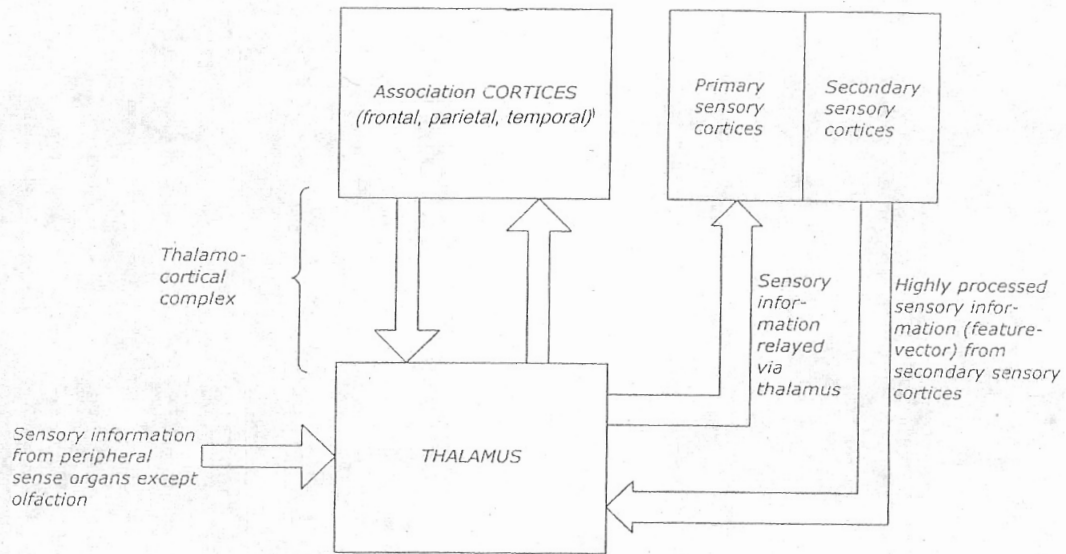 Association CORTICES
(frontal, parietal, temporal)
Primary
sensory
cortices
Secondary
sensory
cortices
Thalamo-
cortical
complex
Sensory
infor-
mation
relayed
via
thalamus
Highly processed
sensory infor-
mation (feature-
vector) from
secondary sensory
cortices
Sensory information
from peripheral
sense organs except
olfaction
THALAMUS